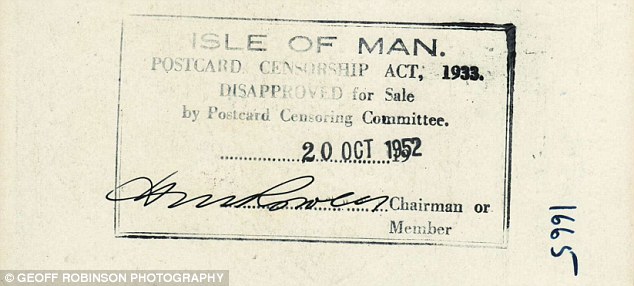 ISLE OF MAN.
POSTCARD CENSORSHIP ACT, 1933.
DISAPPROVED for Sale
by Postcard Censoring Committee.
20 OCT 1952
Chairman or
Member
1665
© GEOFF ROBINSON PHOTOGRAPHY